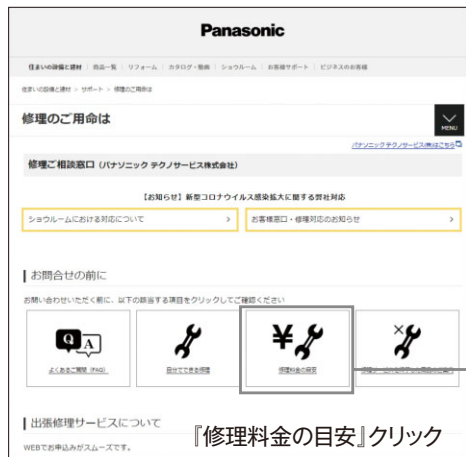 Panasonic
住まいの設備と建材 商品一覧 リフォーム カタログ・動画 ショウルーム お客様サポート ビジネスのお客様
住まいの設備と建材 > サポート > 修理のご用命は
修理のご用命は
MENU
パナソニック テクノサービス(株)はこちら
修理ご相談窓口 (パナソニック テクノサービス株式会社)
【お知らせ】新型コロナウイルス感染拡大に関する弊社対応
ショウルームにおける対応について >
お客様窓口・修理対応のお知らせ >
お問合せの前に
お問い合わせいただく前に、以下の該当する項目をクリックしてご確認ください
Q A
¥
よくあるご質問 (FAQ)
自分でできる修理
修理料金の目安
出張修理サービスについて
『修理料金の目安』クリック
WEBでお申込みがスムーズです。